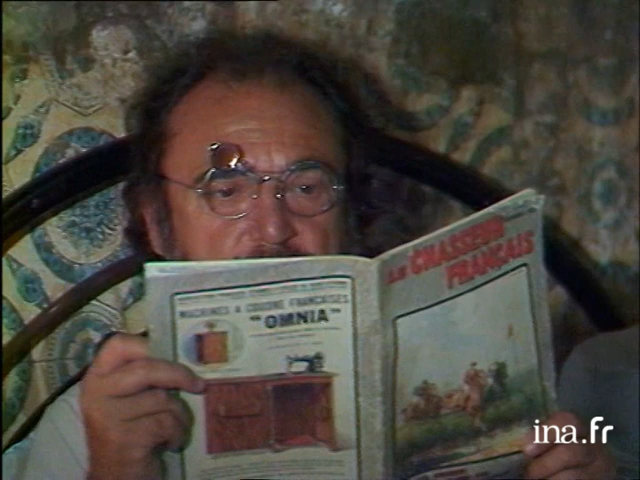 MACHINES A COUDRE FRANÇAISES
"OMNIA"
LE CHASSEUR
FRANÇAIS
ina.fr